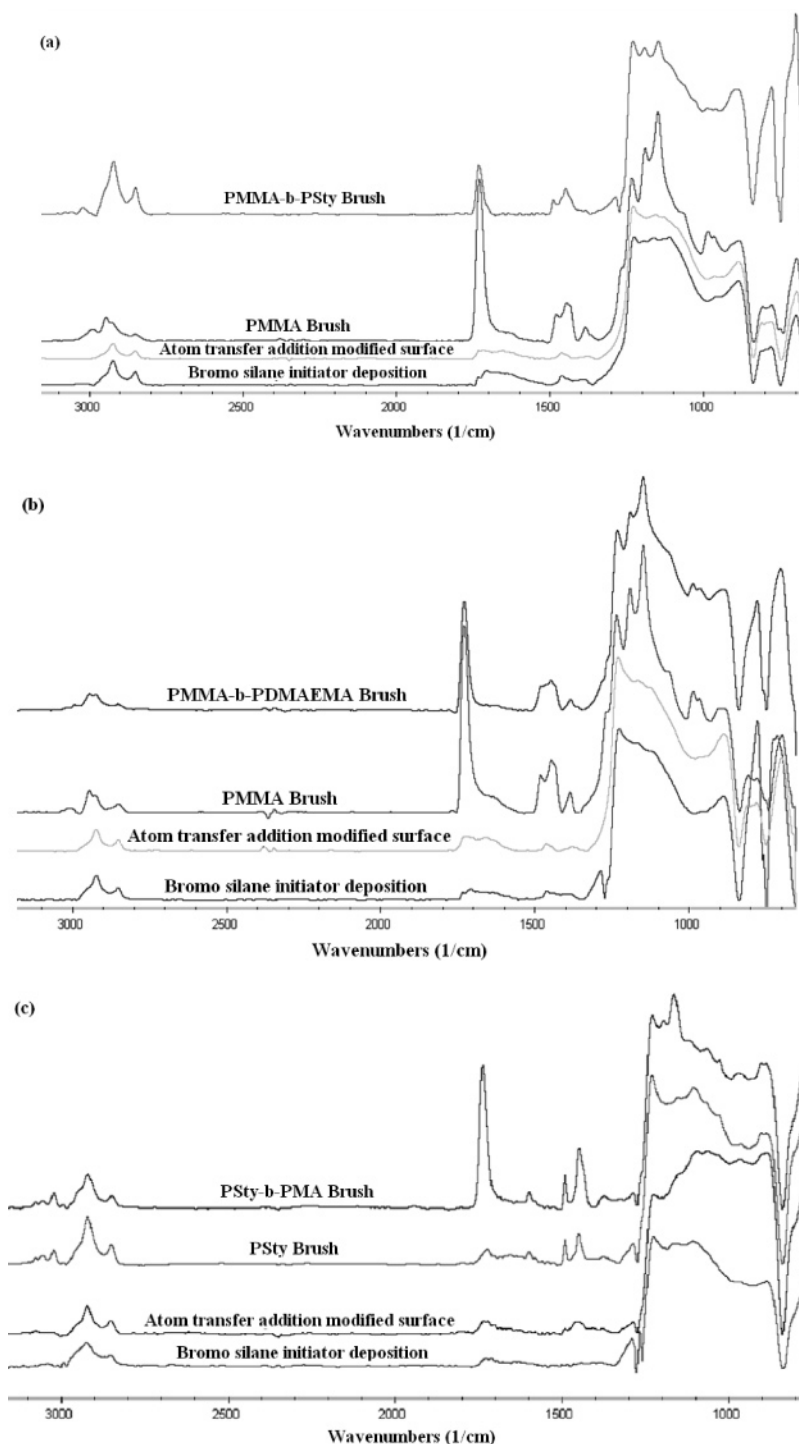 (a)
PMMA-b-PSty Brush
PMMA Brush
Atom transfer addition modified surface
Bromo silane initiator deposition
3000 2500 2000 1500 1000
Wavenumbers (1/cm)
(b)
PMMA-b-PDMAEMA Brush
PMMA Brush
Atom transfer addition modified surface
Bromo silane initiator deposition
3000 2500 2000 1500 1000
Wavenumbers (1/cm)
(c)
PSty-b-PMA Brush
PSty Brush
Atom transfer addition modified surface
Bromo silane initiator deposition
3000 2500 2000 1500 1000
Wavenumbers (1/cm)